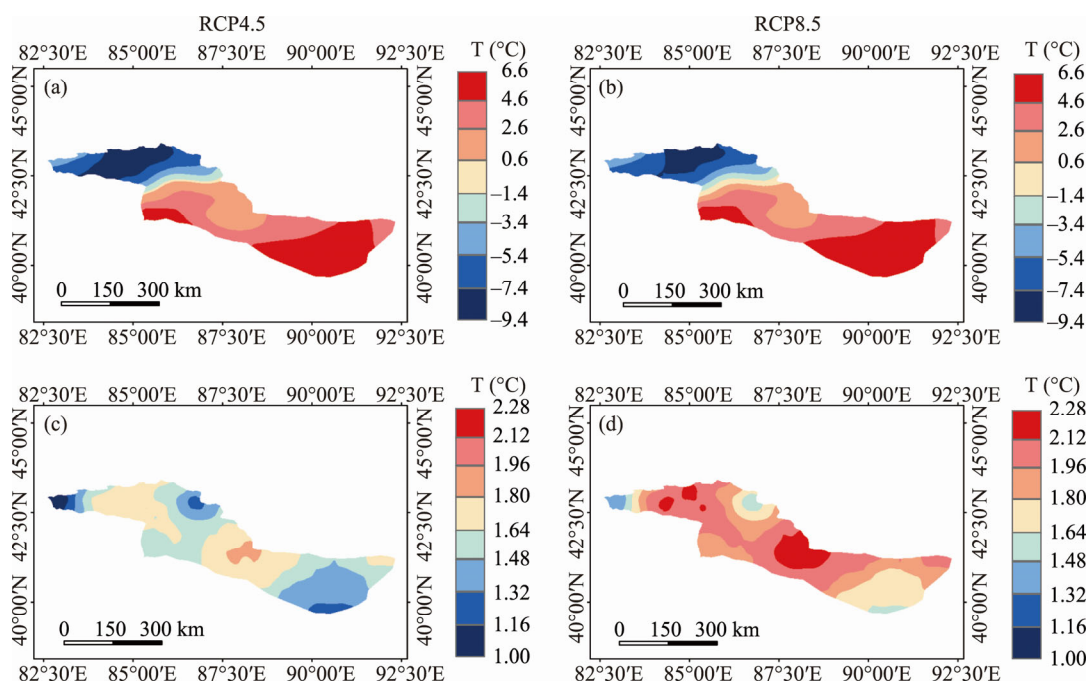 RCP4.5
RCP8.5
82°30′E 85°00′E 87°30′E 90°00′E 92°30′E
T (°C)
(a)
45°00′N
42°30′N
40°00′N
45°00′N
42°30′N
40°00′N
6.6
4.6
2.6
0.6
−1.4
−3.4
−5.4
−7.4
−9.4
0 150 300 km
82°30′E 85°00′E 87°30′E 90°00′E 92°30′E
82°30′E 85°00′E 87°30′E 90°00′E 92°30′E
T (°C)
(b)
45°00′N
42°30′N
40°00′N
45°00′N
42°30′N
40°00′N
6.6
4.6
2.6
0.6
−1.4
−3.4
−5.4
−7.4
−9.4
0 150 300 km
82°30′E 85°00′E 87°30′E 90°00′E 92°30′E
82°30′E 85°00′E 87°30′E 90°00′E 92°30′E
T (°C)
(c)
45°00′N
42°30′N
40°00′N
45°00′N
42°30′N
40°00′N
2.28
2.12
1.96
1.80
1.64
1.48
1.32
1.16
1.00
0 150 300 km
82°30′E 85°00′E 87°30′E 90°00′E 92°30′E
82°30′E 85°00′E 87°30′E 90°00′E 92°30′E
T (°C)
(d)
45°00′N
42°30′N
40°00′N
45°00′N
42°30′N
40°00′N
2.28
2.12
1.96
1.80
1.64
1.48
1.32
1.16
1.00
0 150 300 km
82°30′E 85°00′E 87°30′E 90°00′E 92°30′E